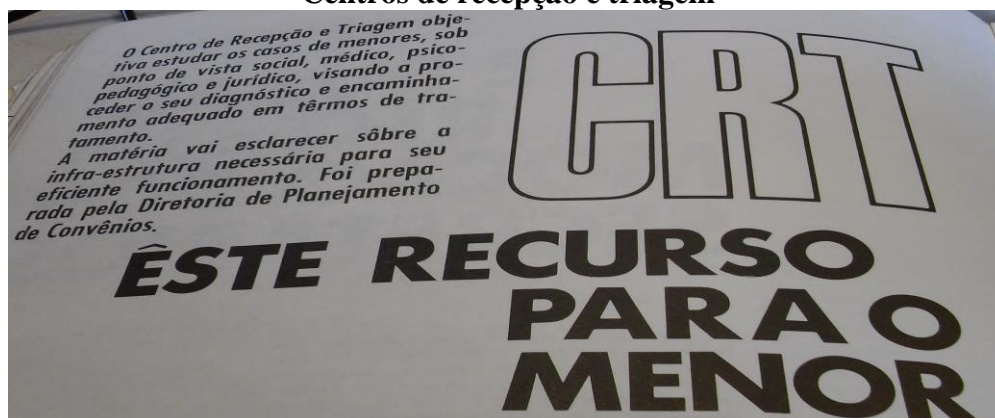 Centros de recepção e triagem
O Centro de Recepção e Triagem obje-
tiva estudar os casos de menores, sob
ponto de vista social, médico, psico-
pedagógico e jurídico, visando a pro-
ceder o seu diagnóstico e encaminha-
mento adequado em têrmos de tra-
tamento.
A matéria vai esclarecer sôbre a
infra-estrutura necessária para seu
eficiente funcionamento. Foi prepa-
rada pela Diretoria de Planejamento
de Convênios.
CRT
ÊSTE RECURSO
PARA O
MENOR